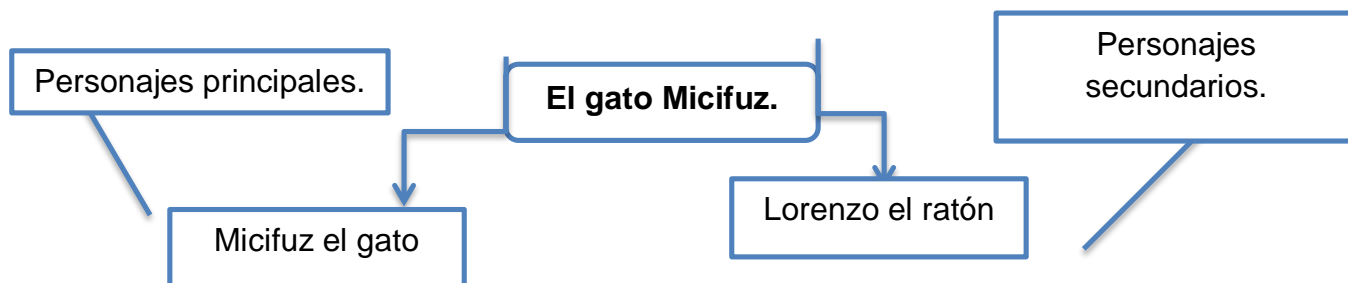 Personajes principales.
El gato Micifuz.
Personajes
secundarios.
Micifuz el gato
Lorenzo el ratón